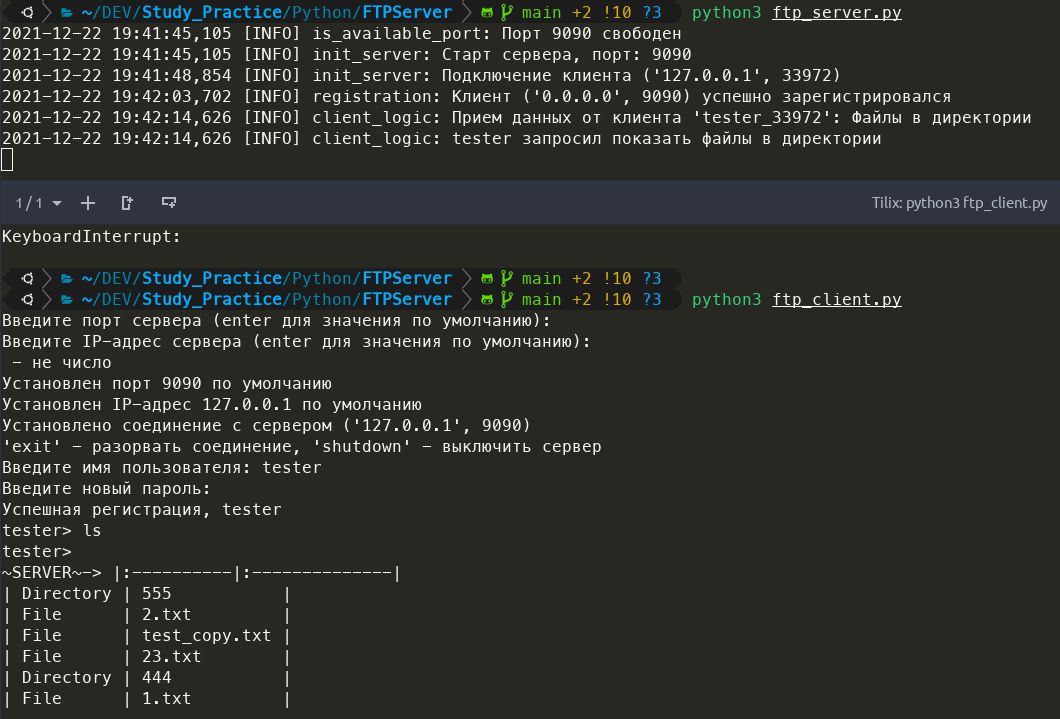 ~/DEV/Study_Practice/Python/FTPServer main +2 !10 ?3 python3 ftp_server.py
2021-12-22 19:41:45,105 [INFO] is_available_port: Порт 9090 свободен
2021-12-22 19:41:45,105 [INFO] init_server: Старт сервера, порт: 9090
2021-12-22 19:41:48,854 [INFO] init_server: Подключение клиента ('127.0.0.1', 33972)
2021-12-22 19:42:03,702 [INFO] registration: Клиент ('0.0.0.0', 9090) успешно зарегистрировался
2021-12-22 19:42:14,626 [INFO] client_logic: Прием данных от клиента 'tester_33972': Файлы в директории
2021-12-22 19:42:14,626 [INFO] client_logic: tester запросил показать файлы в директории
1 / 1 Tilix: python3 ftp_client.py
KeyboardInterrupt:
~/DEV/Study_Practice/Python/FTPServer main +2 !10 ?3
~/DEV/Study_Practice/Python/FTPServer main +2 !10 ?3 python3 ftp_client.py
Введите порт сервера (enter для значения по умолчанию):
Введите IP-адрес сервера (enter для значения по умолчанию):
 - не число
Установлен порт 9090 по умолчанию
Установлен IP-адрес 127.0.0.1 по умолчанию
Установлено соединение с сервером ('127.0.0.1', 9090)
'exit' - разорвать соединение, 'shutdown' - выключить сервер
Введите имя пользователя: tester
Введите новый пароль:
Успешная регистрация, tester
tester> ls
tester>
~SERVER~-> |:----------|:--------------|
| Directory | 555           |
| File      | 2.txt         |
| File      | test_copy.txt |
| File      | 23.txt        |
| Directory | 444           |
| File      | 1.txt         |